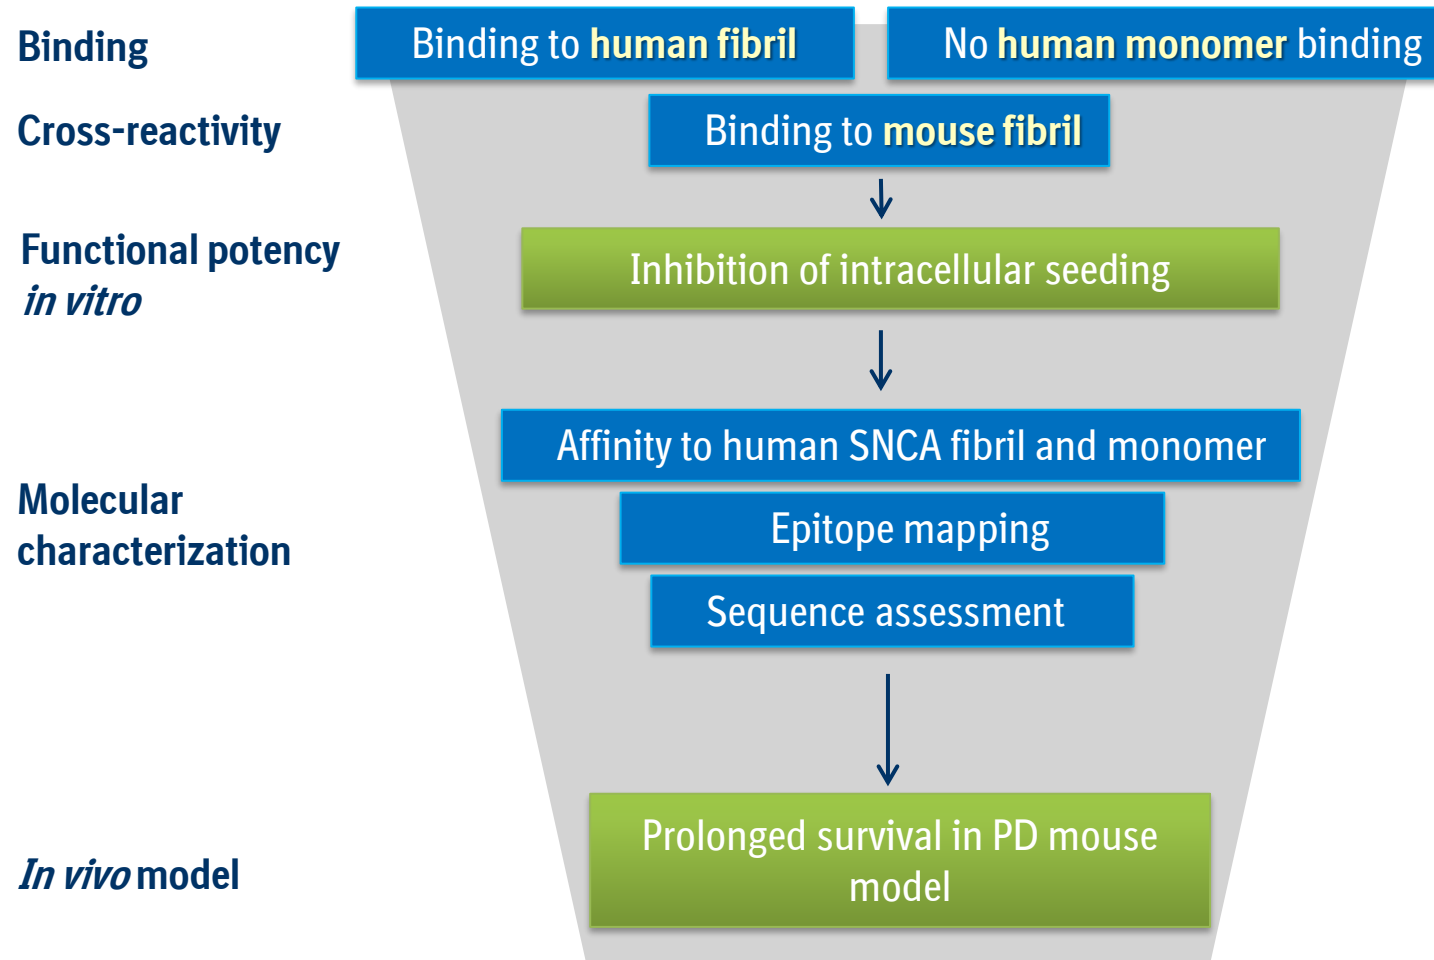 Binding
Binding to human fibril
No human monomer binding
Cross-reactivity
Binding to mouse fibril
Functional potency
in vitro
Inhibition of intracellular seeding
Affinity to human SNCA fibril and monomer
Molecular
characterization
Epitope mapping
Sequence assessment
In vivo model
Prolonged survival in PD mouse
model